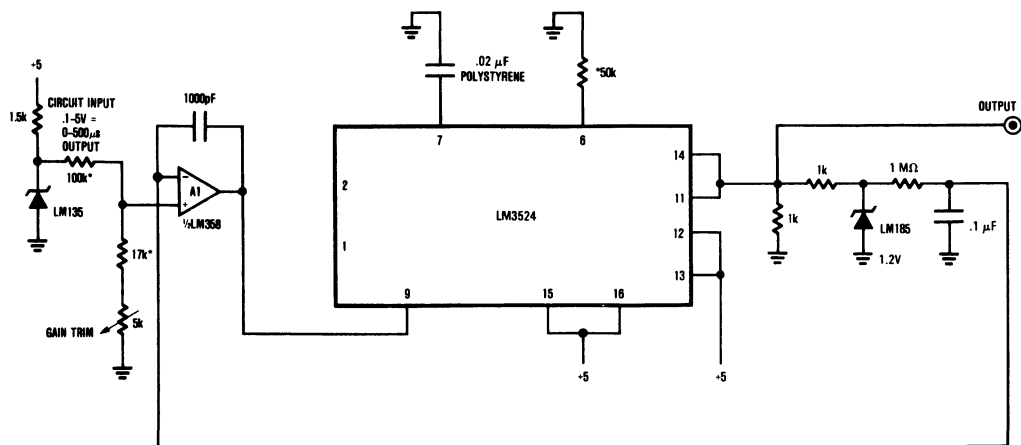 +5
1.5k
CIRCUIT INPUT
.1–5V =
0–500μs
OUTPUT
100k*
LM135
17k*
5k
GAIN TRIM
1000pF
−
A1
+
½LM358
.02 μF
POLYSTYRENE
*50k
7
6
2
1
LM3524
14
11
12
13
9
15
16
+5
+5
OUTPUT
1k
1k
1 MΩ
LM185
1.2V
.1 μF